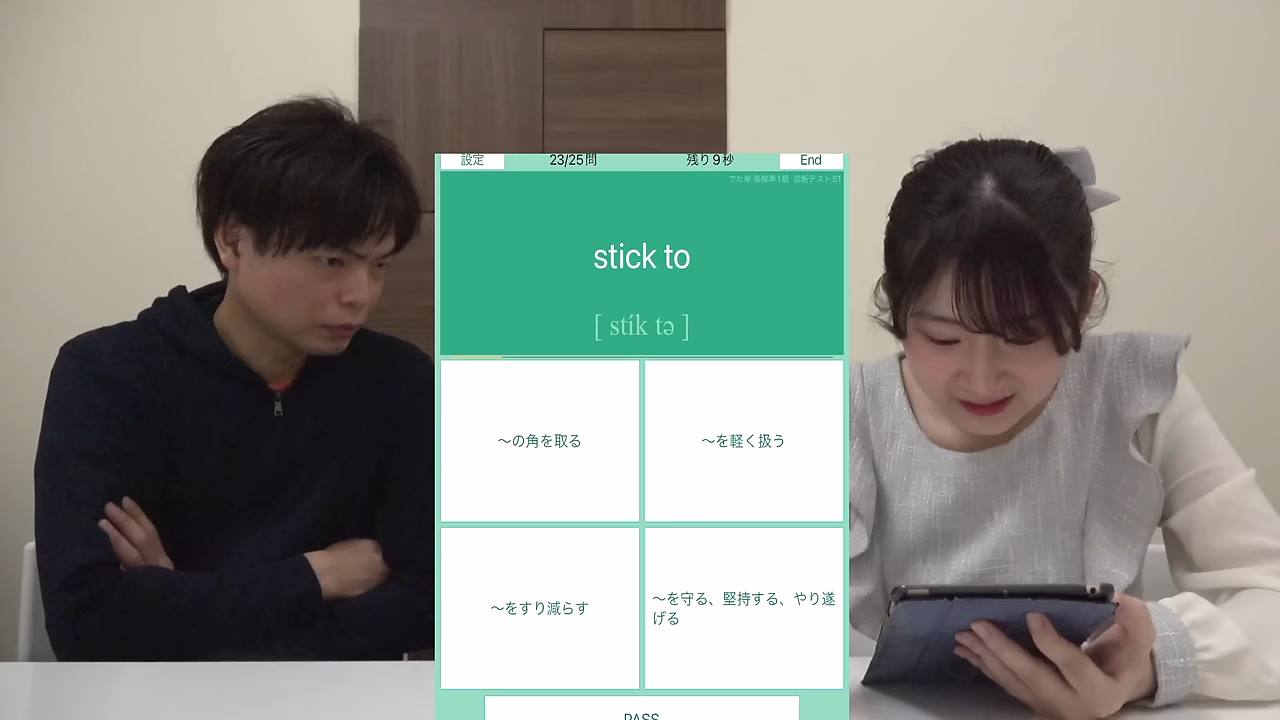 設定 23/25問 残り9秒 End
でた単 英検準1級 診断テストS1
stick to
[ stík tə ]
～の角を取る
～を軽く扱う
～をすり減らす
～を守る、堅持する、やり遂
げる
PASS